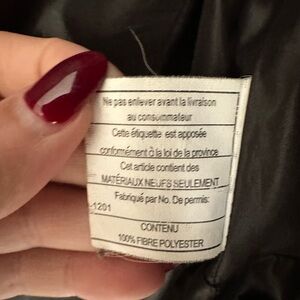 Ne pas enlever avant la livraison
au consommateur
Cette étiquette est apposée
conformément à la loi de la province
Cet article contient des
MATÉRIAUX NEUFS SEULEMENT
Fabriqué par No. De permis:
-1201
CONTENU
100% FIBRE POLYESTER